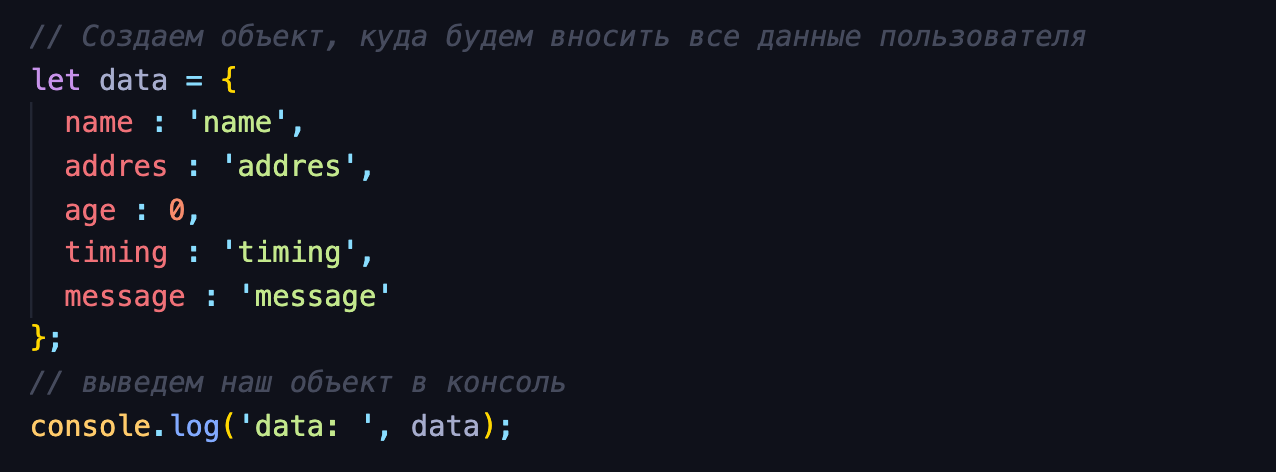 // Создаем объект, куда будем вносить все данные пользователя
let data = {
  name : 'name',
  addres : 'addres',
  age : 0,
  timing : 'timing',
  message : 'message'
};
// выведем наш объект в консоль
console.log('data: ', data);